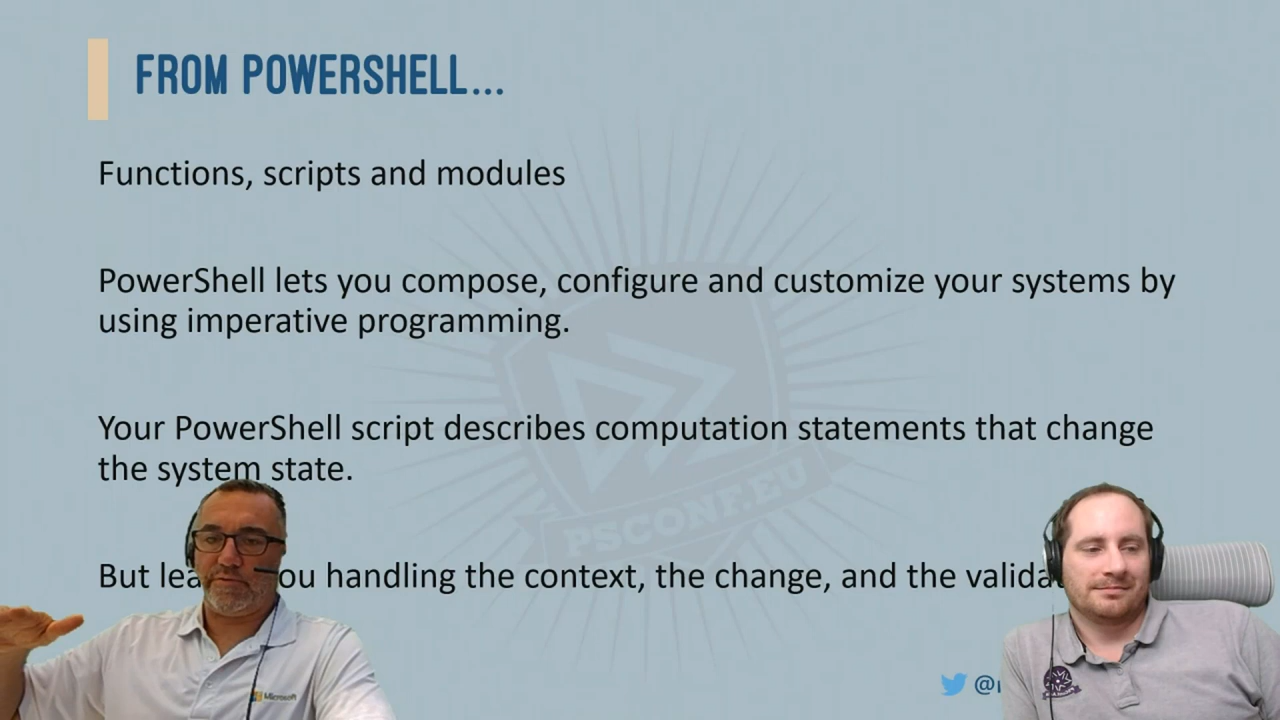 FROM POWERSHELL...
Functions, scripts and modules
PowerShell lets you compose, configure and customize your systems by
using imperative programming.
Your PowerShell script describes computation statements that change
the system state.
But ou handling the context, the change, and the
PSCONF.EU
Microsoft